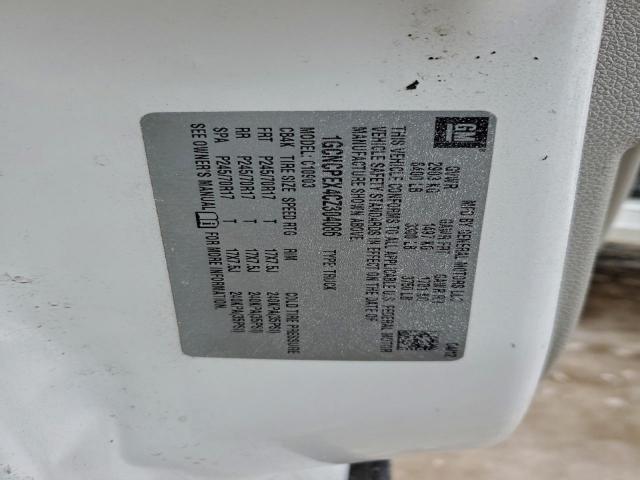 GM
MFD BY GENERAL MOTORS LLC
GVWR GAWR FRT GAWR RR
2903 KG 1497 KG 1701 KG
6400 LB 3300 LB 3750 LB
THIS VEHICLE CONFORMS TO ALL APPLICABLE U.S. FEDERAL MOTOR
VEHICLE SAFETY STANDARDS IN EFFECT ON THE DATE OF
MANUFACTURE SHOWN ABOVE.
1GCNCPEX4CZ304086 TYPE: TRUCK
MODEL: C10903
TIRE SIZE SPEED RTG RIM COLD TIRE PRESSURE
FRT P245/70R17 T 17X7.5J 240KPA(35PSI)
RR P245/70R17 T 17X7.5J 240KPA(35PSI)
SPA P245/70R17 T 17X7.5J 240KPA(35PSI)
SEE OWNER'S MANUAL FOR MORE INFORMATION.